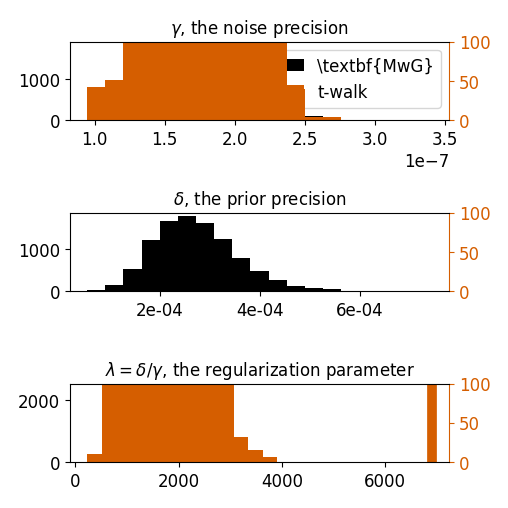 γ, the noise precision
1000
0
100
50
0
\textbf{MwG}
t-walk
1.0 1.5 2.0 2.5 3.0 3.5
1e−7
δ, the prior precision
1000
0
100
50
0
2e-04 4e-04 6e-04
λ = δ/γ, the regularization parameter
2000
0
100
50
0
0 2000 4000 6000